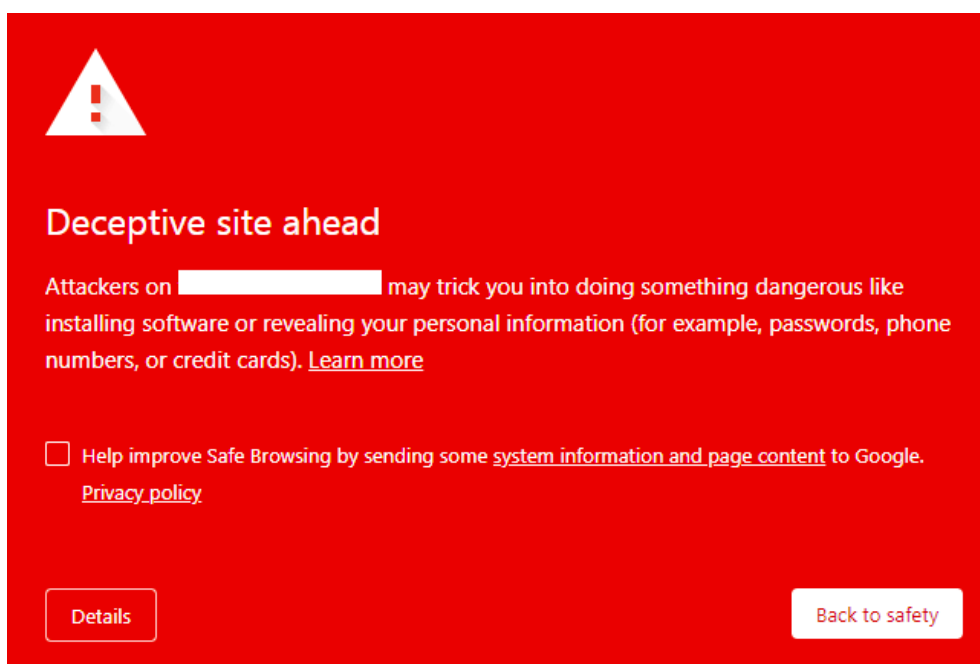 Deceptive site ahead
Attackers on may trick you into doing something dangerous like
installing software or revealing your personal information (for example, passwords, phone
numbers, or credit cards). Learn more
Help improve Safe Browsing by sending some system information and page content to Google.
Privacy policy
Details
Back to safety